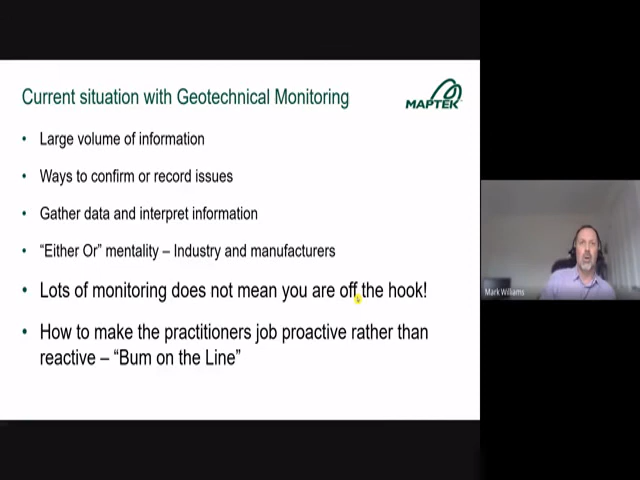 Current situation with Geotechnical Monitoring
MAPTEK
• Large volume of information
• Ways to confirm or record issues
• Gather data and interpret information
• “Either Or” mentality – Industry and manufacturers
• Lots of monitoring does not mean you are off the hook!
• How to make the practitioners job proactive rather than
reactive – “Bum on the Line”
Mark Williams